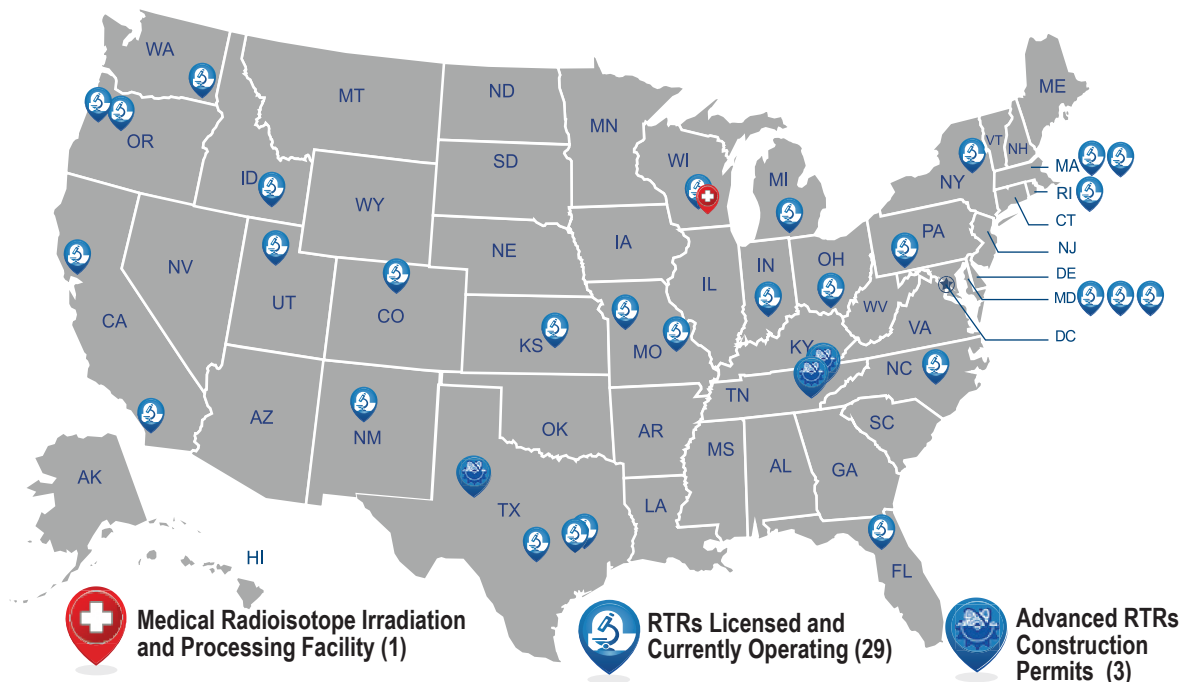 WA
MT
ND
MN
ME
OR
ID
SD
WI
MI
VT
NH
NY
MA
RI
WY
CT
IA
PA
NJ
NE
NV
UT
CO
IL
IN
OH
DE
MD
CA
WV
VA
DC
KS
MO
KY
NC
TN
AZ
NM
OK
AR
SC
MS
AL
GA
AK
TX
LA
HI
FL
Medical Radioisotope Irradiation
and Processing Facility (1)
RTRs Licensed and
Currently Operating (29)
Advanced RTRs
Construction
Permits (3)